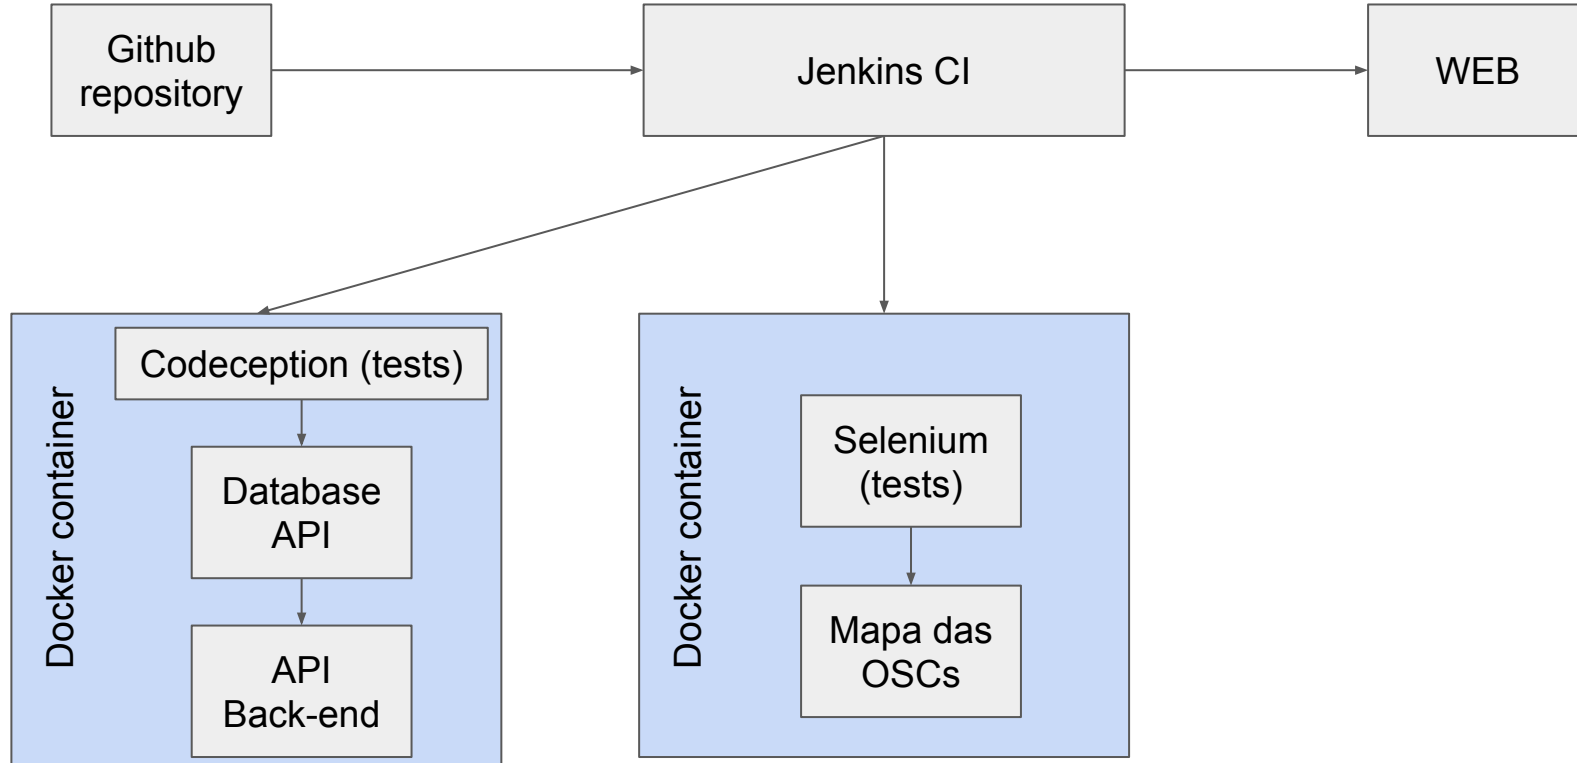 Github
repository
Jenkins CI
WEB
Docker container
Codeception (tests)
Database
API
API
Back-end
Docker container
Selenium
(tests)
Mapa das
OSCs